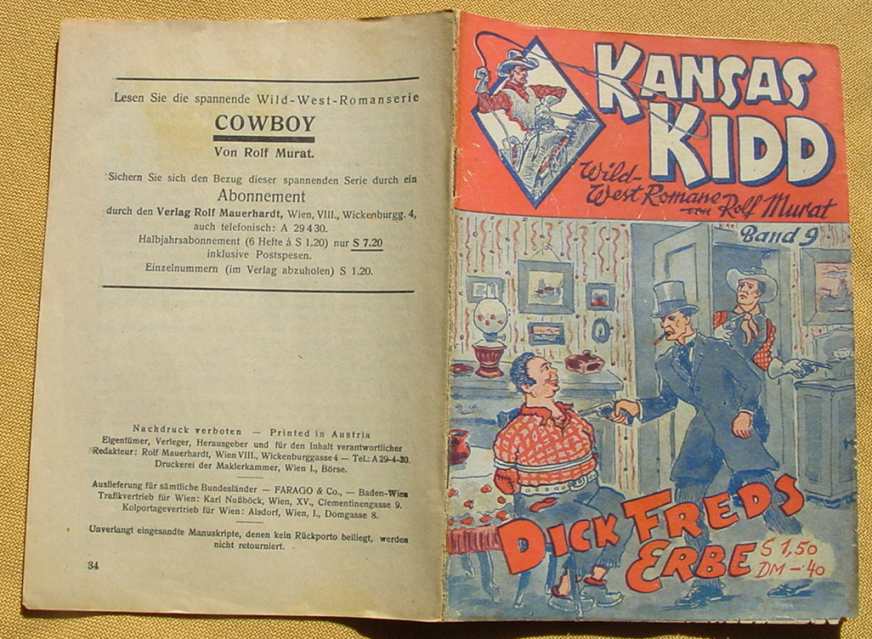 Lesen Sie die spannende Wild-West-Romanserie
COWBOY
Von Rolf Murat.
Sichern Sie sich den Bezug dieser spannenden Serie durch ein
Abonnement
durch den Verlag Rolf Mauerhardt, Wien, VIII., Wickenburgg. 4,
auch telefonisch: A 29 4 30.
Halbjahrsabonnement (6 Hefte à S 1.20) nur S 7.20
inklusive Postspesen.
Einzelnummern (im Verlag abzuholen) S 1.20.
Nachdruck verboten — Printed in Austria
Eigentümer, Verleger, Herausgeber und für den Inhalt verantwortlicher
Redakteur: Rolf Mauerhardt, Wien VIII., Wickenburggasse 4 — Tel.: A 29-4-30.
Druckerei der Maklerkammer, Wien I., Börse.
Auslieferung für sämtliche Bundesländer — FARAGO & Co., — Baden-Wien
Trafikvertrieb für Wien: Karl Nußböck, Wien, XV., Clementinengasse 9.
Kolportagevertrieb für Wien: Alsdorf, Wien, I., Domgasse 8.
Unverlangt eingesandte Manuskripte, denen kein Rückporto beiliegt, werden
nicht retourniert.
34
KANSAS
KIDD
Wild-
West Romane
von Rolf Murat
Band 9
DICK FREDS
ERBE
S 1,50
DM -·40